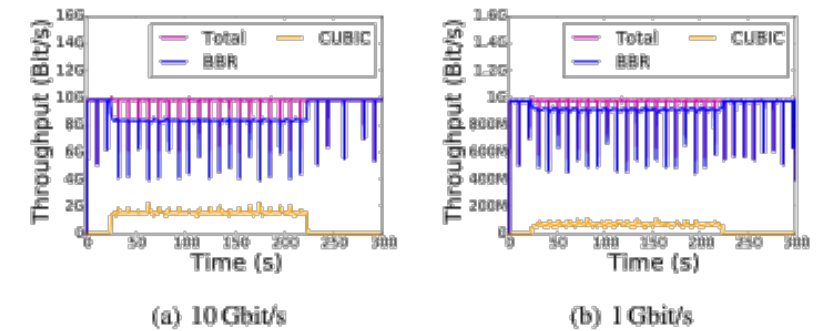 16G
14G
12G
10G
8G
6G
4G
2G
0
Throughput (Bit/s)
Total
CUBIC
BBR
0 50 100 150 200 250 300
Time (s)
(a) 10 Gbit/s
1.6G
1.2G
1G
800M
600M
400M
200M
0
Throughput (Bit/s)
Total
CUBIC
BBR
0 50 100 150 200 250 300
Time (s)
(b) 1 Gbit/s